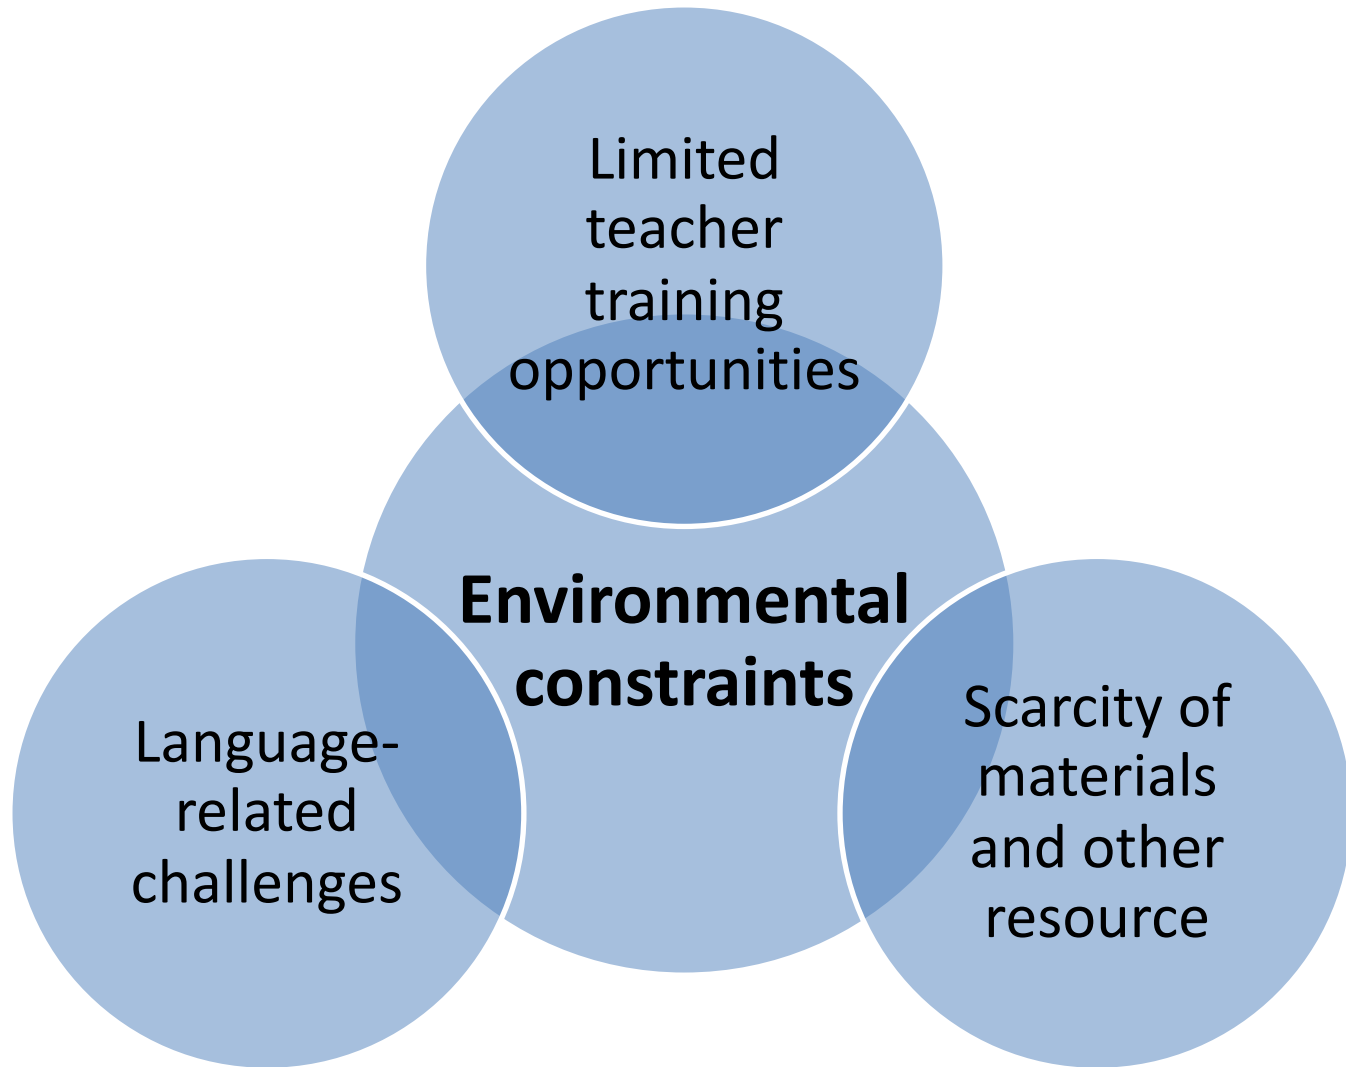 Limited
teacher
training
opportunities
Environmental
constraints
Language-
related
challenges
Scarcity of
materials
and other
resource